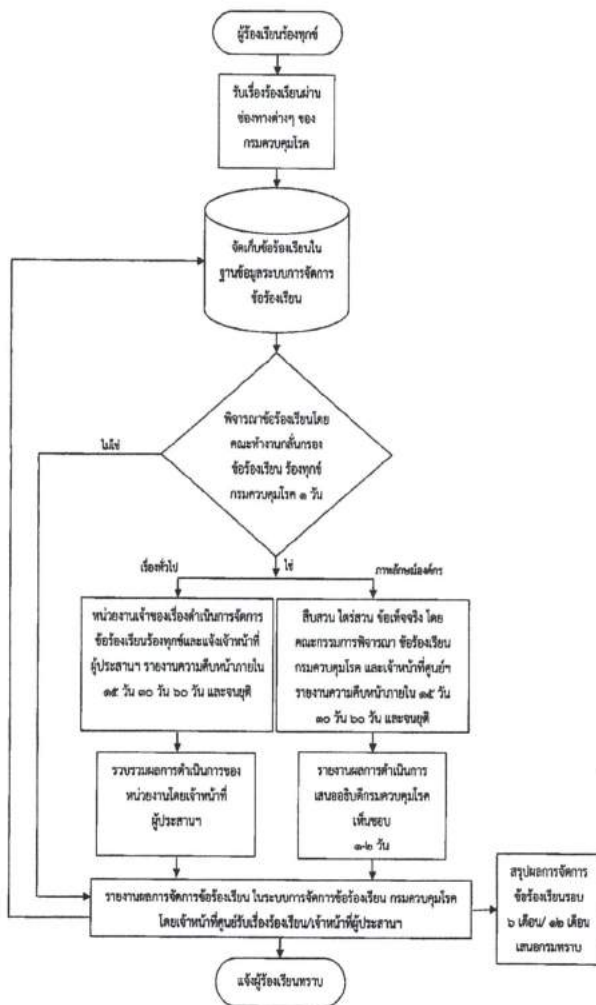 ผู้ร้องเรียนร้องทุกข์
รับเรื่องร้องเรียนผ่าน
ช่องทางต่างๆ ของ
กรมควบคุมโรค
จัดเก็บข้อร้องเรียนใน
ฐานข้อมูลระบบการจัดการ
ข้อร้องเรียน
พิจารณาข้อร้องเรียนโดย
คณะทำงานกลั่นกรอง
ข้อร้องเรียน ร้องทุกข์
กรมควบคุมโรค ๑ วัน
ไม่ใช่
ใช่
เรื่องทั่วไป
ภาพลักษณ์องค์กร
หน่วยงานเจ้าของเรื่องดำเนินการจัดการ
ข้อร้องเรียนร้องทุกข์และแจ้งเจ้าหน้าที่
ผู้ประสานฯ รายงานความคืบหน้าภายใน
๑๕ วัน ๓๐ วัน ๖๐ วัน และจนยุติ
สืบสวน ไต่สวน ข้อเท็จจริง โดย
คณะกรรมการพิจารณา ข้อร้องเรียน
กรมควบคุมโรค และเจ้าหน้าที่ศูนย์ฯ
รายงานความคืบหน้าภายใน ๑๕ วัน
๓๐ วัน ๖๐ วัน และจนยุติ
รวบรวมผลการดำเนินการของ
หน่วยงานโดยเจ้าหน้าที่
ผู้ประสานฯ
รายงานผลการดำเนินการ
เสนออธิบดีกรมควบคุมโรค
เห็นชอบ
๑-๒ วัน
รายงานผลการจัดการข้อร้องเรียน ในระบบการจัดการข้อร้องเรียน กรมควบคุมโรค
โดยเจ้าหน้าที่ศูนย์รับเรื่องร้องเรียน/เจ้าหน้าที่ผู้ประสานฯ
สรุปผลการจัดการ
ข้อร้องเรียนรอบ
๖ เดือน/ ๑๒ เดือน
เสนอกรมทราบ
แจ้งผู้ร้องเรียนทราบ